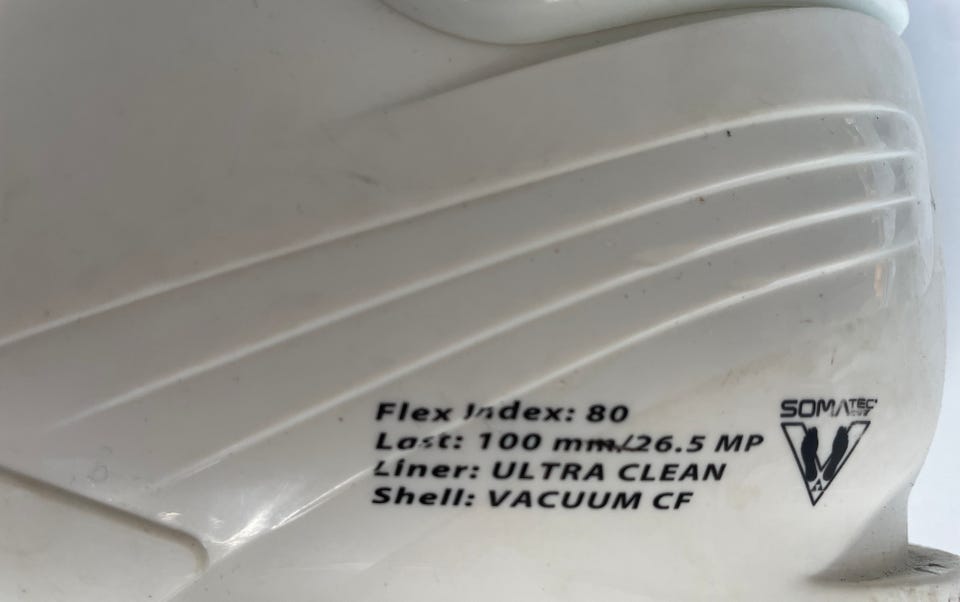 Flex Index: 80
Last: 100 mm/26.5 MP
Liner: ULTRA CLEAN
Shell: VACUUM CF
SOMATEC